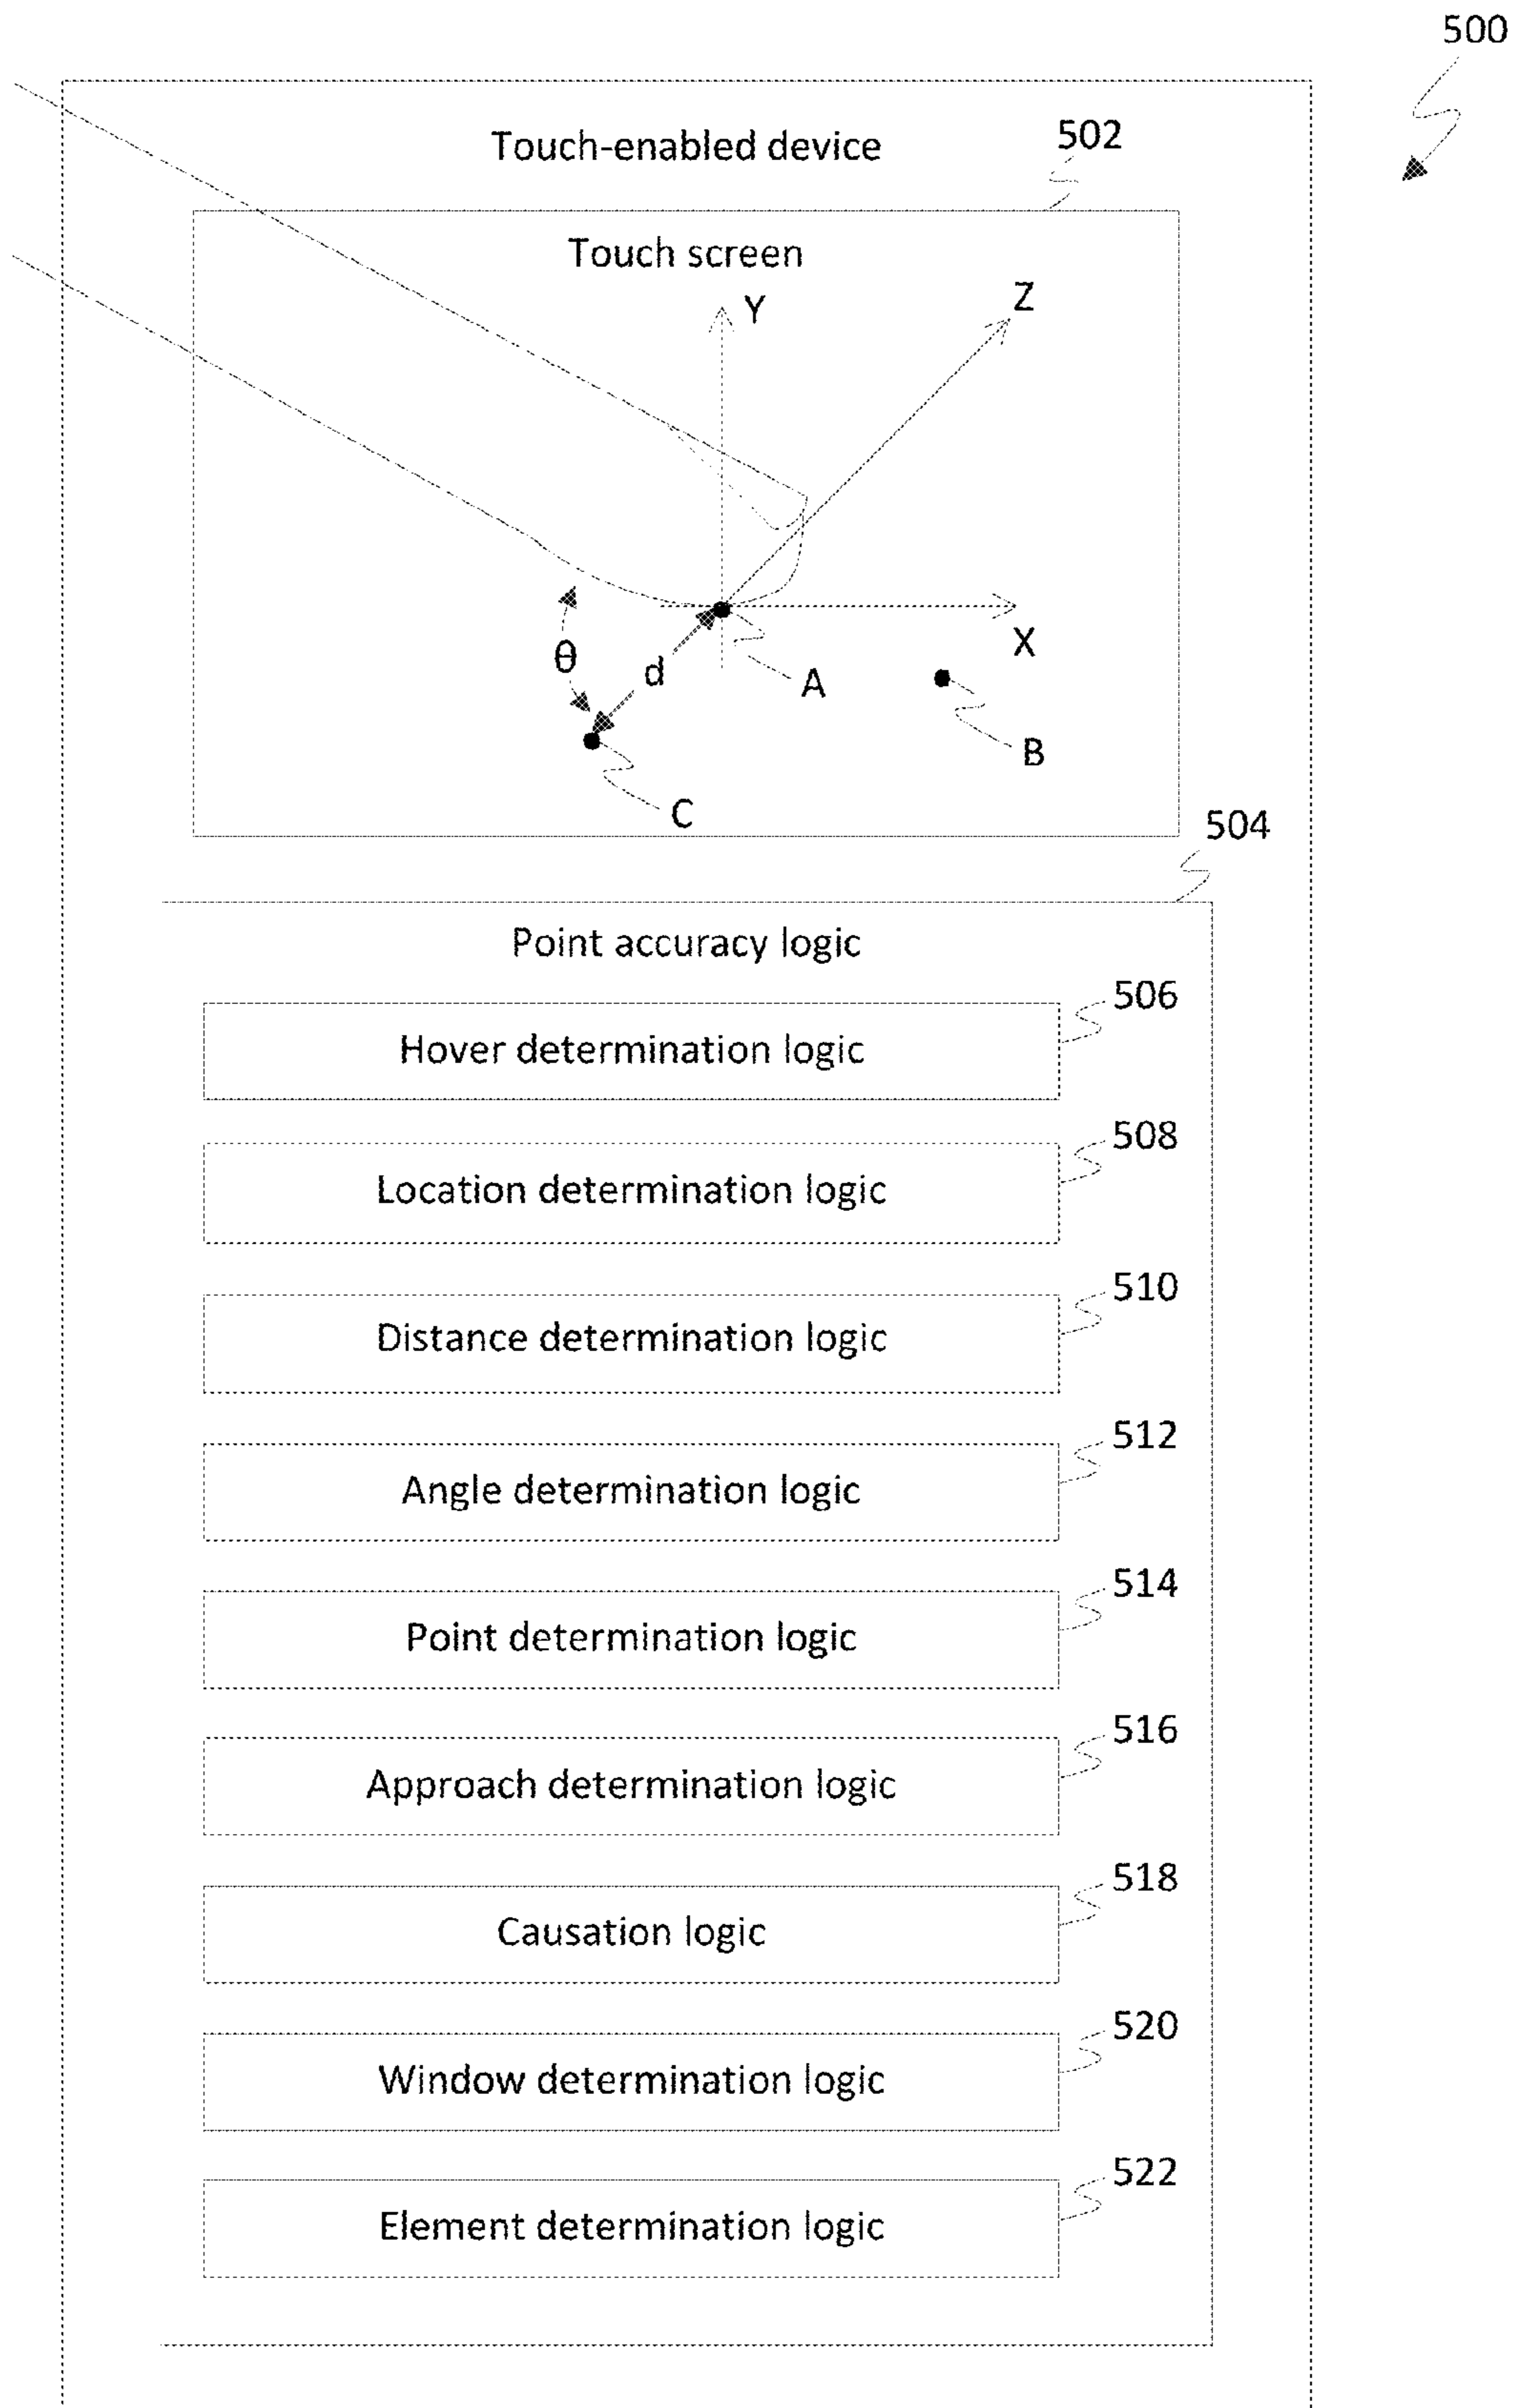 500
Touch-enabled device
502
Touch screen
Y
Z
X
θ
d
A
B
C
504
Point accuracy logic
506
Hover determination logic
508
Location determination logic
510
Distance determination logic
512
Angle determination logic
514
Point determination logic
516
Approach determination logic
518
Causation logic
520
Window determination logic
522
Element determination logic